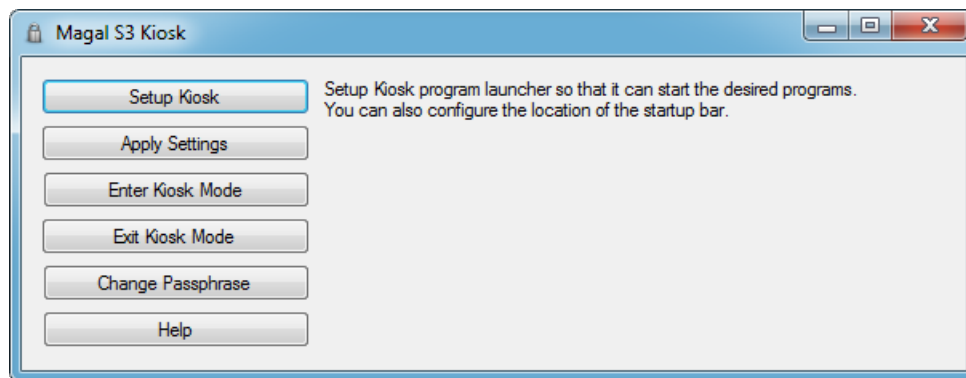 Magal S3 Kiosk
Setup Kiosk
Setup Kiosk program launcher so that it can start the desired programs.
You can also configure the location of the startup bar.
Apply Settings
Enter Kiosk Mode
Exit Kiosk Mode
Change Passphrase
Help